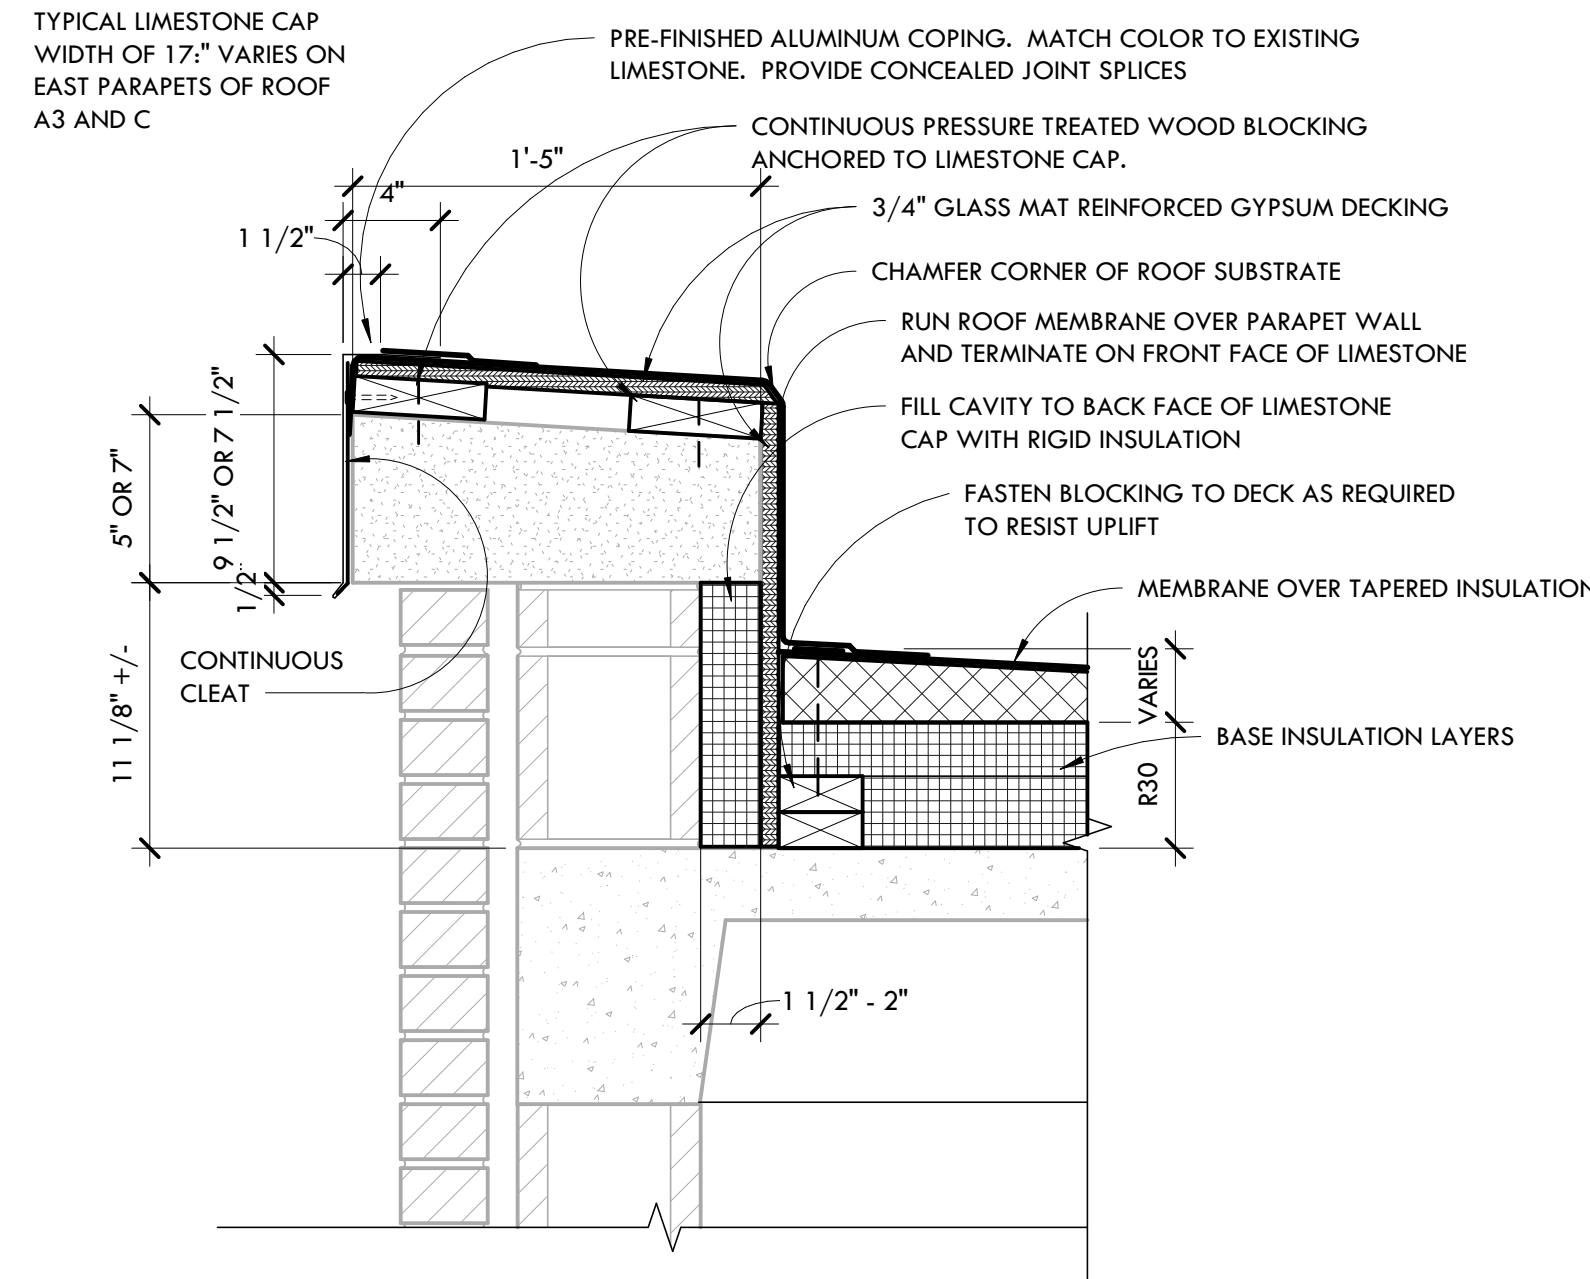 TYPICAL LIMESTONE CAP
WIDTH OF 17:" VARIES ON
EAST PARAPETS OF ROOF
A3 AND C
PRE-FINISHED ALUMINUM COPING.  MATCH COLOR TO EXISTING
LIMESTONE.  PROVIDE CONCEALED JOINT SPLICES
CONTINUOUS PRESSURE TREATED WOOD BLOCKING
ANCHORED TO LIMESTONE CAP.
1'-5"
4"
3/4" GLASS MAT REINFORCED GYPSUM DECKING
1 1/2"
CHAMFER CORNER OF ROOF SUBSTRATE
RUN ROOF MEMBRANE OVER PARAPET WALL
AND TERMINATE ON FRONT FACE OF LIMESTONE
FILL CAVITY TO BACK FACE OF LIMESTONE
CAP WITH RIGID INSULATION
5" OR 7"
9 1/2" OR 7 1/2"
1/2"
FASTEN BLOCKING TO DECK AS REQUIRED
TO RESIST UPLIFT
MEMBRANE OVER TAPERED INSULATION
CONTINUOUS
CLEAT
11 1/8" +/-
VARIES
BASE INSULATION LAYERS
R30
1 1/2" - 2"